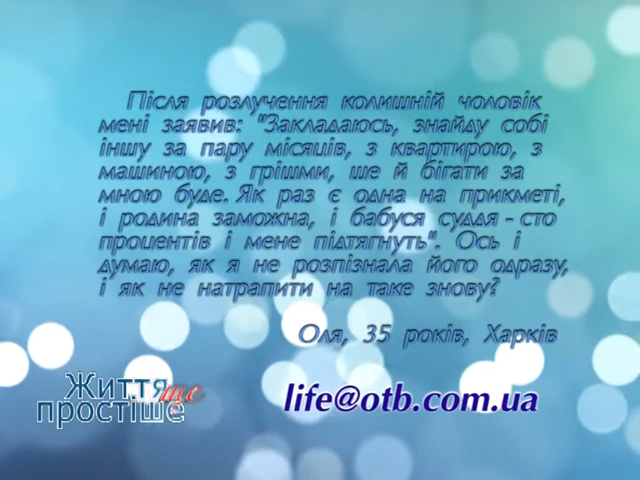 Після розлучення колишній чоловік
мені заявив: "Закладаюсь, знайду собі
іншу за пару місяців, з квартирою, з
машиною, з грішми, ще й бігати за
мною буде. Як раз є одна на прикметі,
і родина заможна, і бабуся суддя - сто
процентів і мене підтягнуть". Ось і
думаю, як я не розпізнала його одразу,
і як не натрапити на таке знову?
Оля, 35 років, Харків
Життя ще
простіше
life@otb.com.ua